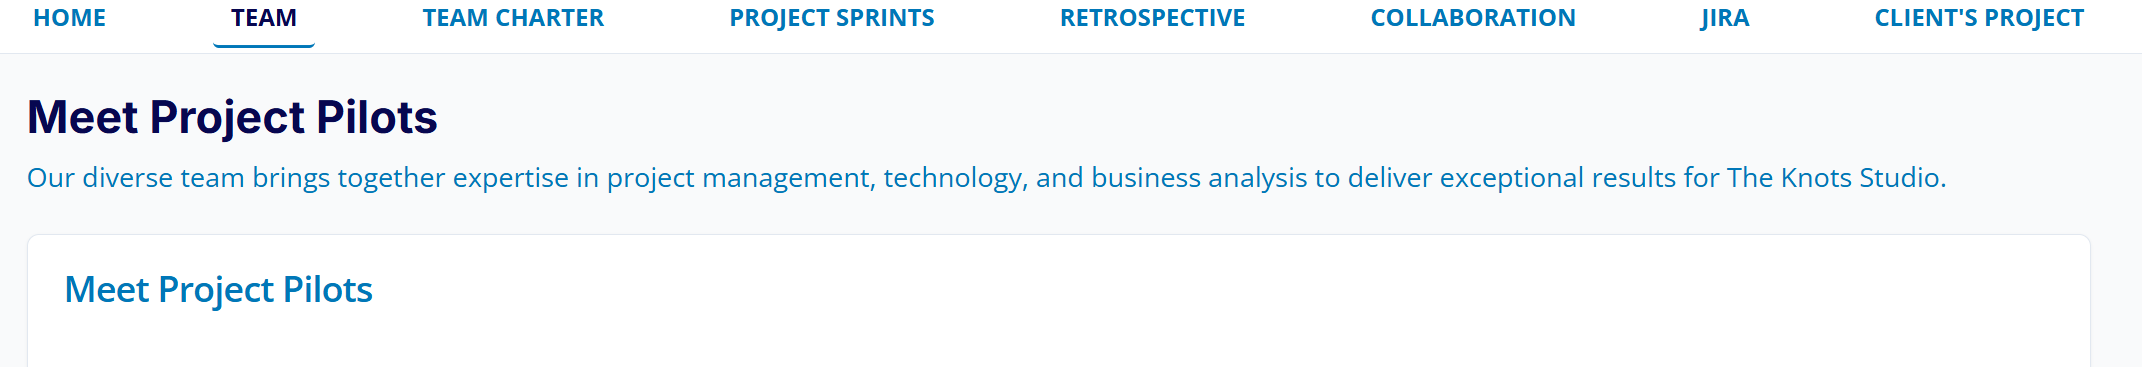 HOME TEAM TEAM CHARTER PROJECT SPRINTS RETROSPECTIVE COLLABORATION JIRA CLIENT'S PROJECT
Meet Project Pilots
Our diverse team brings together expertise in project management, technology, and business analysis to deliver exceptional results for The Knots Studio.
Meet Project Pilots